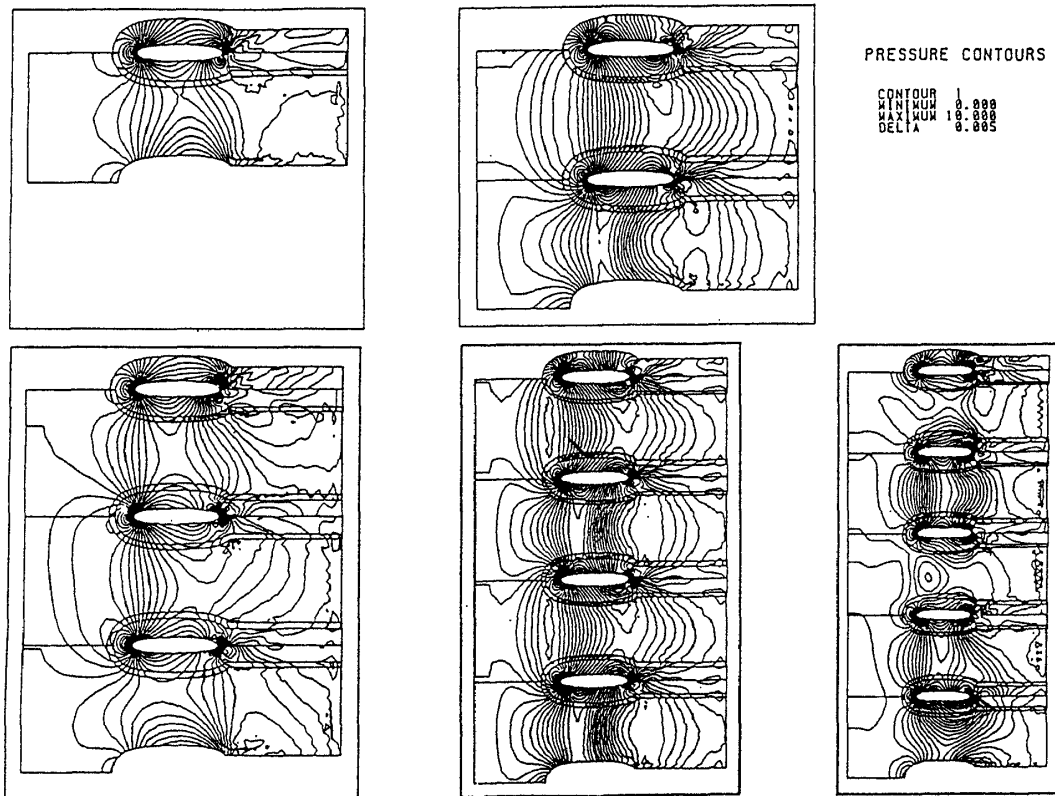 PRESSURE CONTOURS
CONTOUR 1
MINIMUM 0.000
MAXIMUM 10.000
DELTA 0.005